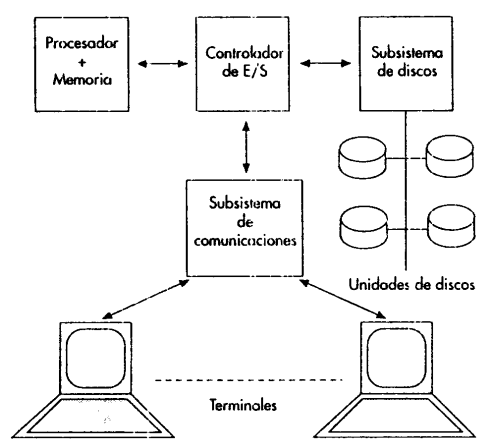 Procesador
+
Memoria
Controlador
de E/S
Subsistema
de discos
Subsistema
de
comunicaciones
Unidades de discos
Terminales